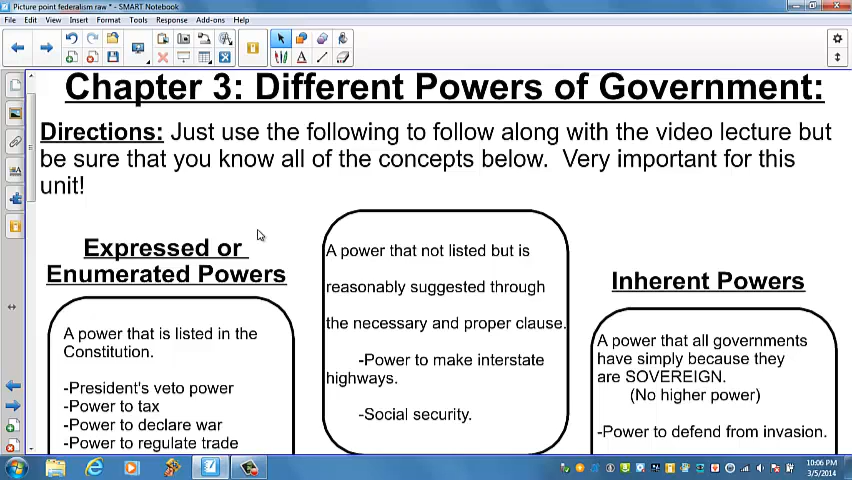 Picture point federalism raw * - SMART Notebook
File Edit View Insert Format Tools Response Add-ons Help
Chapter 3: Different Powers of Government:
Directions: Just use the following to follow along with the video lecture but
be sure that you know all of the concepts below. Very important for this
unit!
Expressed or
Enumerated Powers
A power that is listed in the
Constitution.
-President's veto power
-Power to tax
-Power to declare war
-Power to regulate trade
A power that not listed but is
reasonably suggested through
the necessary and proper clause.
-Power to make interstate
highways.
-Social security.
Inherent Powers
A power that all governments
have simply because they
are SOVEREIGN.
(No higher power)
-Power to defend from invasion.
10:06 PM
3/5/2014